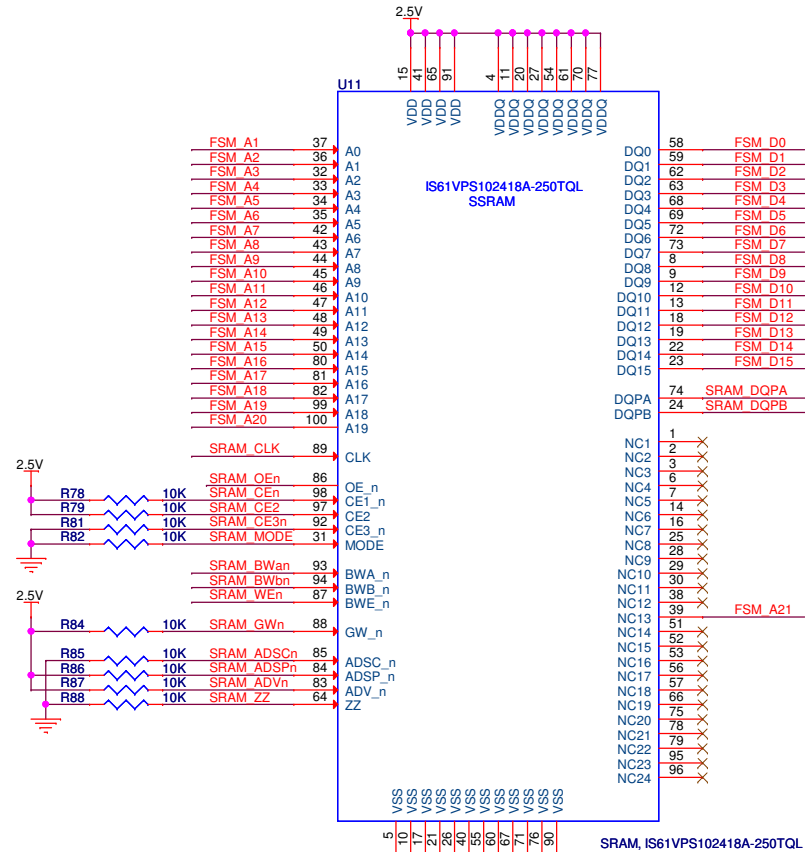 2.5V
15 41 65 91 4 11 20 27 54 61 70 77
U11
VDD VDD VDD VDD VDDQ VDDQ VDDQ VDDQ VDDQ VDDQ VDDQ VDDQ
IS61VPS102418A-250TQL
SSRAM
FSM_A1 37 A0 DQ0 58 FSM_D0
FSM_A2 36 A1 DQ1 59 FSM_D1
FSM_A3 32 A2 DQ2 62 FSM_D2
FSM_A4 33 A3 DQ3 63 FSM_D3
FSM_A5 34 A4 DQ4 68 FSM_D4
FSM_A6 35 A5 DQ5 69 FSM_D5
FSM_A7 42 A6 DQ6 72 FSM_D6
FSM_A8 43 A7 DQ7 73 FSM_D7
FSM_A9 44 A8 DQ8 8 FSM_D8
FSM_A10 45 A9 DQ9 9 FSM_D9
FSM_A11 46 A10 DQ10 12 FSM_D10
FSM_A12 47 A11 DQ11 13 FSM_D11
FSM_A13 48 A12 DQ12 18 FSM_D12
FSM_A14 49 A13 DQ13 19 FSM_D13
FSM_A15 50 A14 DQ14 22 FSM_D14
FSM_A16 80 A15 DQ15 23 FSM_D15
FSM_A17 81 A16
FSM_A18 82 A17 DQPA 74 SRAM_DQPA
FSM_A19 99 A18 DQPB 24 SRAM_DQPB
FSM_A20 100 A19
SRAM_CLK 89 CLK
2.5V
SRAM_OEn 86 OE_n
R78 10K SRAM_CEn 98 CE1_n
R79 10K SRAM_CE2 97 CE2
R81 10K SRAM_CE3n 92 CE3_n
R82 10K SRAM_MODE 31 MODE
SRAM_BWan 93 BWA_n
SRAM_BWbn 94 BWB_n
SRAM_WEn 87 BWE_n
2.5V
R84 10K SRAM_GWn 88 GW_n
R85 10K SRAM_ADSCn 85 ADSC_n
R86 10K SRAM_ADSPn 84 ADSP_n
R87 10K SRAM_ADVn 83 ADV_n
R88 10K SRAM_ZZ 64 ZZ
NC1 1
NC2 2
NC3 3
NC4 6
NC5 7
NC6 14
NC7 16
NC8 25
NC9 28
NC10 29
NC11 30
NC12 38
NC13 39 FSM_A21
NC14 51
NC15 52
NC16 53
NC17 56
NC18 57
NC19 66
NC20 75
NC21 78
NC22 79
NC23 95
NC24 96
VSS VSS VSS VSS VSS VSS VSS VSS VSS VSS VSS VSS
5 10 17 21 26 40 55 60 67 71 76 90
SRAM, IS61VPS102418A-250TQL